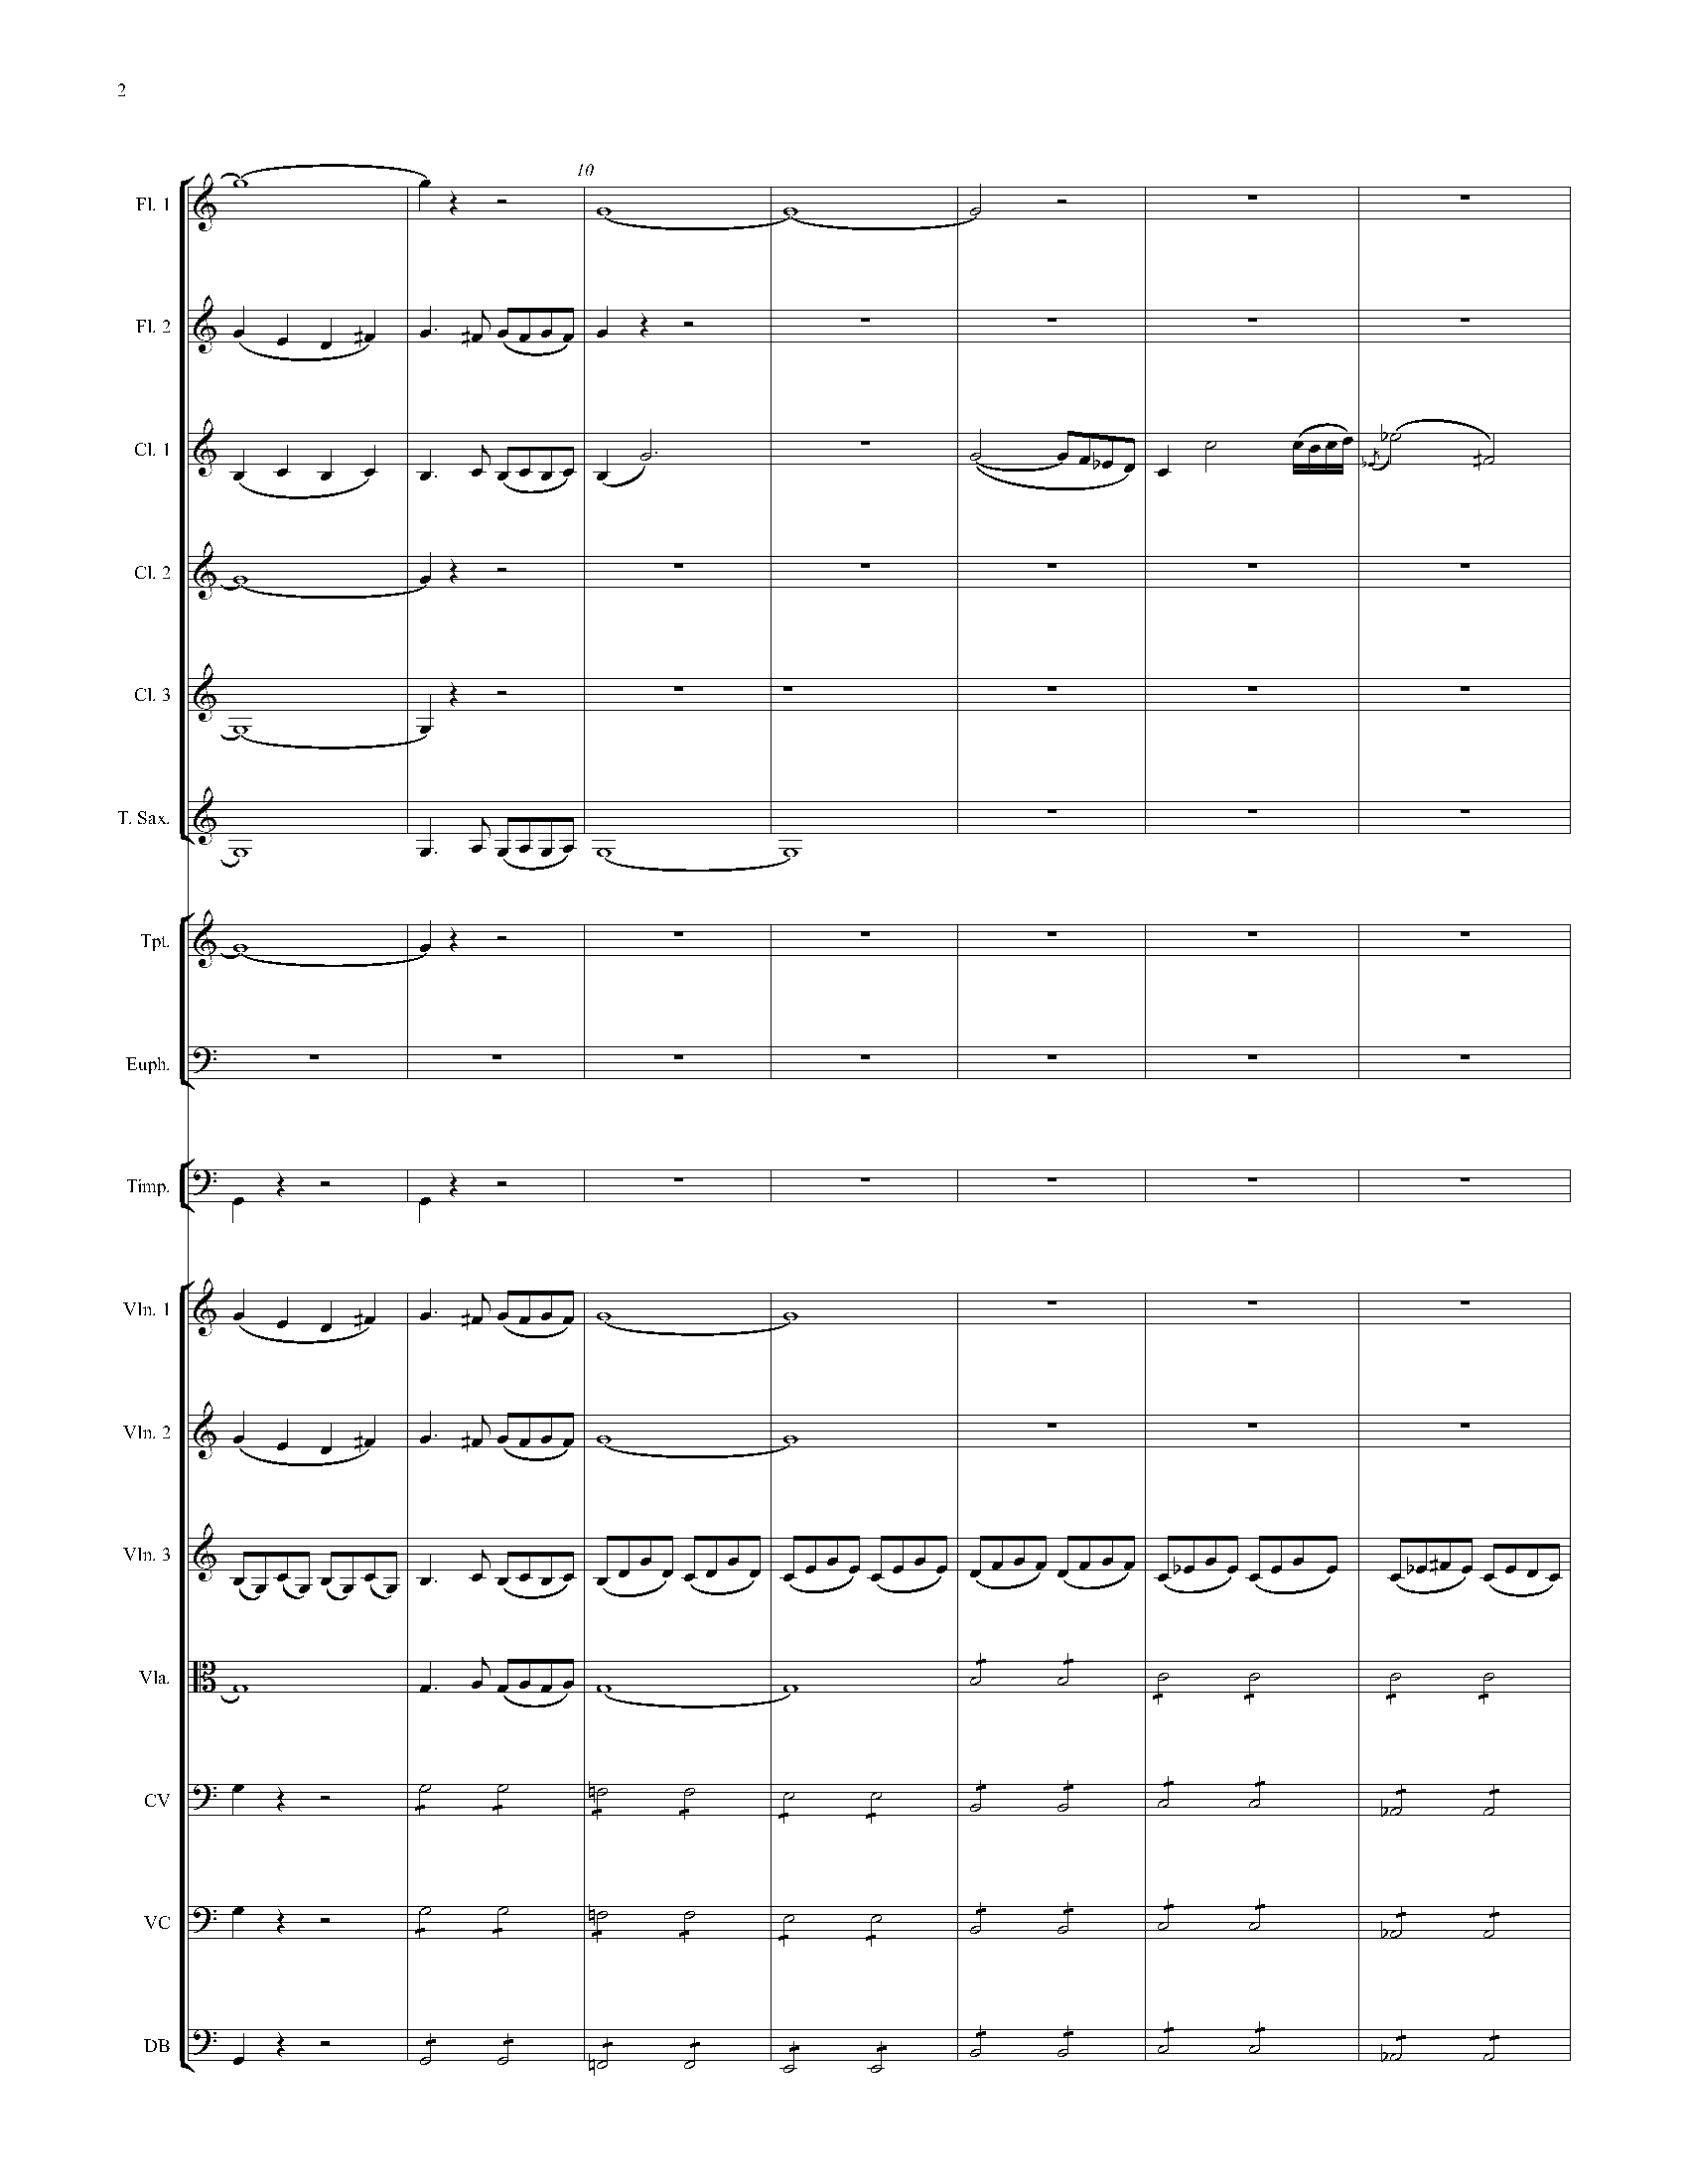 2
10
Fl. 1
Fl. 2
Cl. 1
Cl. 2
Cl. 3
T. Sax.
Tpt.
Euph.
Timp.
Vln. 1
Vln. 2
Vln. 3
Vla.
CV
VC
DB